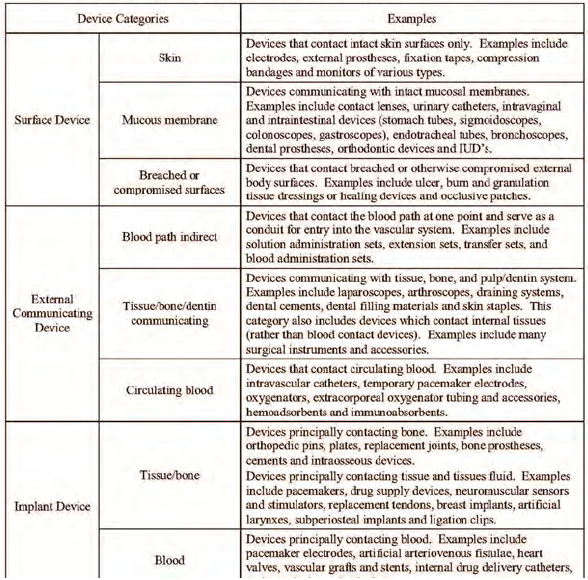 Device Categories
Examples
Surface Device
Skin
Devices that contact intact skin surfaces only. Examples include
electrodes, external prostheses, fixation tapes, compression
bandages and monitors of various types.
Mucous membrane
Devices communicating with intact mucosal membranes.
Examples include contact lenses, urinary catheters, intravaginal
and intraintestinal devices (stomach tubes, sigmoidoscopes,
colonoscopes, gastroscopes), endotracheal tubes, bronchoscopes,
dental prostheses, orthodontic devices and IUD's.
Breached or
compromised surfaces
Devices that contact breached or otherwise compromised external
body surfaces. Examples include ulcer, burn and granulation
tissue dressings or healing devices and occlusive patches.
External
Communicating
Device
Blood path indirect
Devices that contact the blood path at one point and serve as a
conduit for entry into the vascular system. Examples include
solution administration sets, extension sets, transfer sets, and
blood administration sets.
Tissue/bone/dentin
communicating
Devices communicating with tissue, bone, and pulp/dentin system.
Examples include laparoscopes, arthroscopes, draining systems,
dental cements, dental filling materials and skin staples. This
category also includes devices which contact internal tissues
(rather than blood contact devices). Examples include many
surgical instruments and accessories.
Circulating blood
Devices that contact circulating blood. Examples include
intravascular catheters, temporary pacemaker electrodes,
oxygenators, extracorporeal oxygenator tubing and accessories,
hemoadsorbents and immunoabsorbents.
Implant Device
Tissue/bone
Devices principally contacting bone. Examples include
orthopedic pins, plates, replacement joints, bone prostheses,
cements and intraosseous devices.
Devices principally contacting tissue and tissues fluid. Examples
include pacemakers, drug supply devices, neuromuscular sensors
and stimulators, replacement tendons, breast implants, artificial
larynxes, subperiosteal implants and ligation clips.
Blood
Devices principally contacting blood. Examples include
pacemaker electrodes, artificial arteriovenous fisulae, heart
valves, vascular grafts and stents, internal drug delivery catheters,